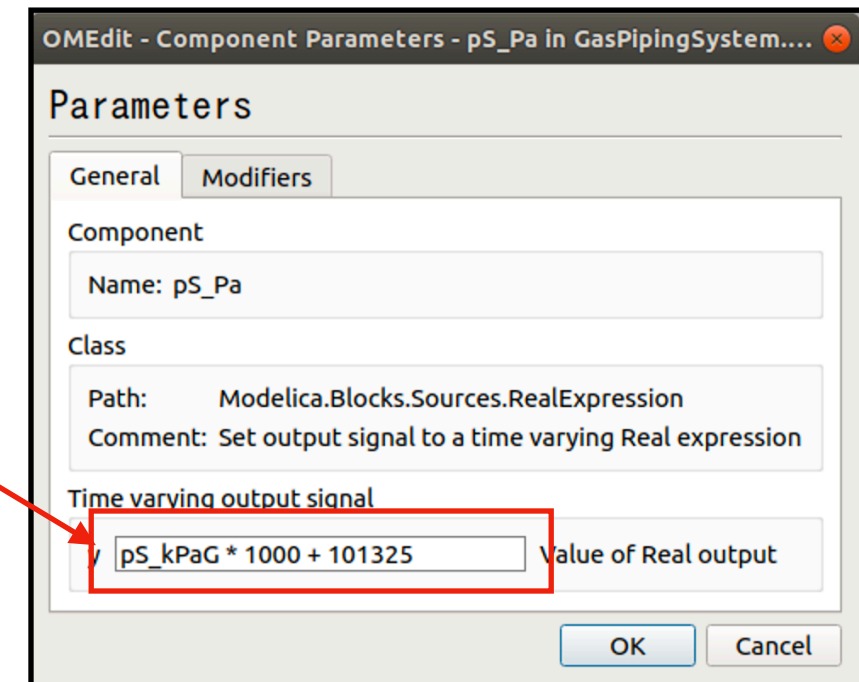 OMEdit - Component Parameters - pS_Pa in GasPipingSystem....
Parameters
General Modifiers
Component
Name: pS_Pa
Class
Path: Modelica.Blocks.Sources.RealExpression
Comment: Set output signal to a time varying Real expression
Time varying output signal
y pS_kPaG * 1000 + 101325 Value of Real output
OK Cancel